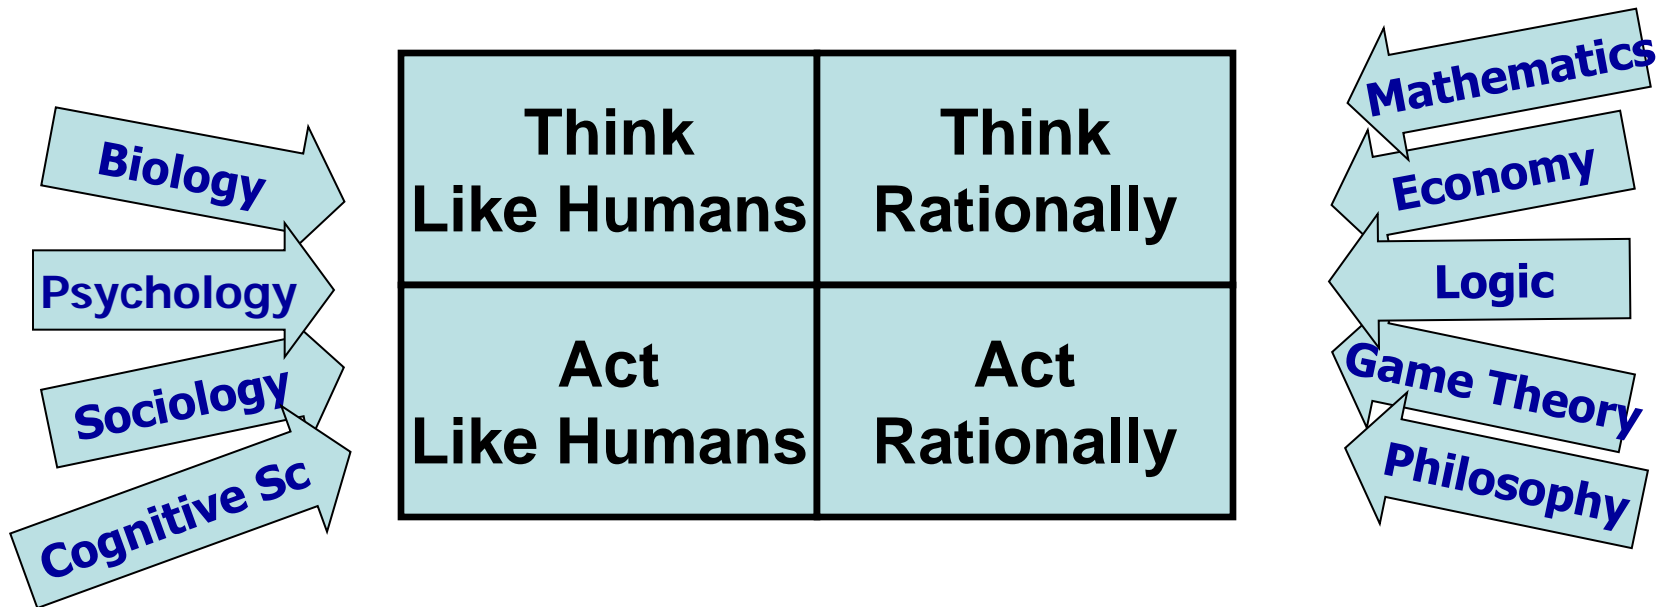 Biology
Psychology
Sociology
Cognitive Sc
Think
Like Humans
Think
Rationally
Act
Like Humans
Act
Rationally
Mathematics
Economy
Logic
Game Theory
Philosophy